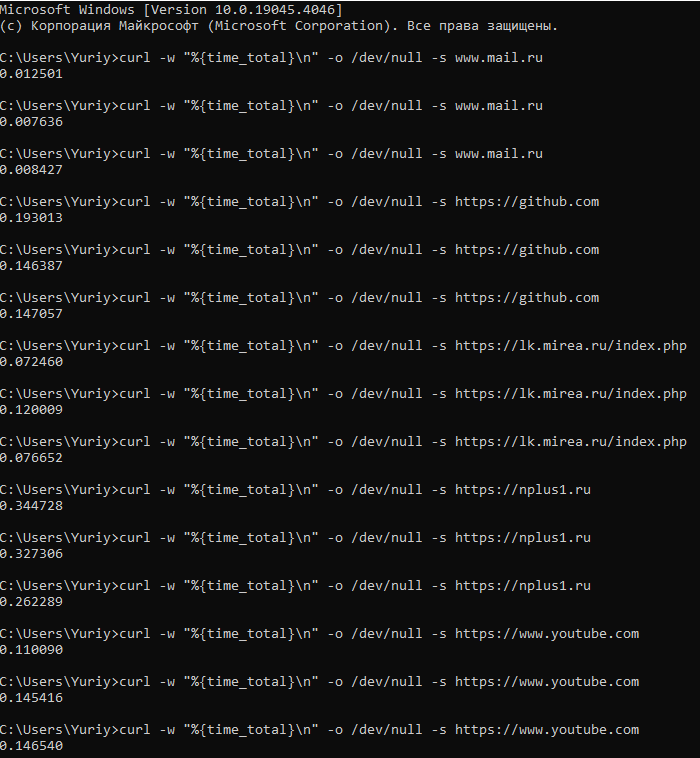 Microsoft Windows [Version 10.0.19045.4046]
(c) Корпорация Майкрософт (Microsoft Corporation). Все права защищены.
C:\Users\Yuriy>curl -w "%{time_total}\n" -o /dev/null -s www.mail.ru
0.012501
C:\Users\Yuriy>curl -w "%{time_total}\n" -o /dev/null -s www.mail.ru
0.007636
C:\Users\Yuriy>curl -w "%{time_total}\n" -o /dev/null -s www.mail.ru
0.008427
C:\Users\Yuriy>curl -w "%{time_total}\n" -o /dev/null -s https://github.com
0.193013
C:\Users\Yuriy>curl -w "%{time_total}\n" -o /dev/null -s https://github.com
0.146387
C:\Users\Yuriy>curl -w "%{time_total}\n" -o /dev/null -s https://github.com
0.147057
C:\Users\Yuriy>curl -w "%{time_total}\n" -o /dev/null -s https://lk.mirea.ru/index.php
0.072460
C:\Users\Yuriy>curl -w "%{time_total}\n" -o /dev/null -s https://lk.mirea.ru/index.php
0.120009
C:\Users\Yuriy>curl -w "%{time_total}\n" -o /dev/null -s https://lk.mirea.ru/index.php
0.076652
C:\Users\Yuriy>curl -w "%{time_total}\n" -o /dev/null -s https://nplus1.ru
0.344728
C:\Users\Yuriy>curl -w "%{time_total}\n" -o /dev/null -s https://nplus1.ru
0.327306
C:\Users\Yuriy>curl -w "%{time_total}\n" -o /dev/null -s https://nplus1.ru
0.262289
C:\Users\Yuriy>curl -w "%{time_total}\n" -o /dev/null -s https://www.youtube.com
0.110090
C:\Users\Yuriy>curl -w "%{time_total}\n" -o /dev/null -s https://www.youtube.com
0.145416
C:\Users\Yuriy>curl -w "%{time_total}\n" -o /dev/null -s https://www.youtube.com
0.146540